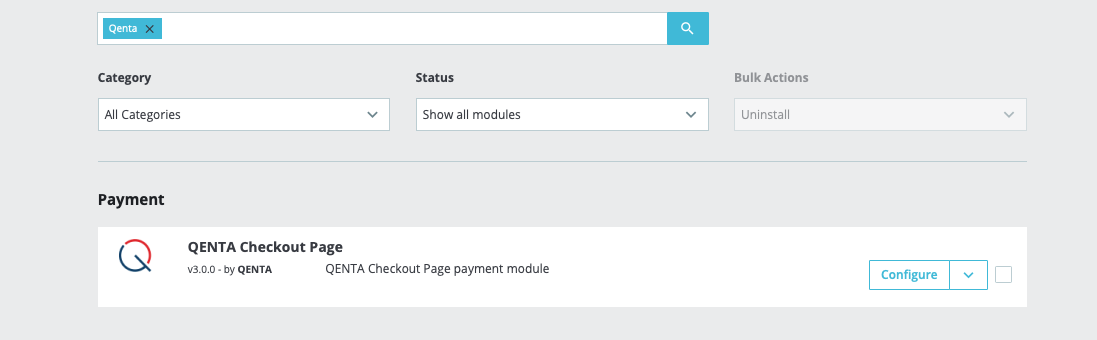 Qenta
Category Status Bulk Actions
All Categories Show all modules Uninstall
Payment
QENTA Checkout Page
v3.0.0 - by QENTA QENTA Checkout Page payment module
Configure